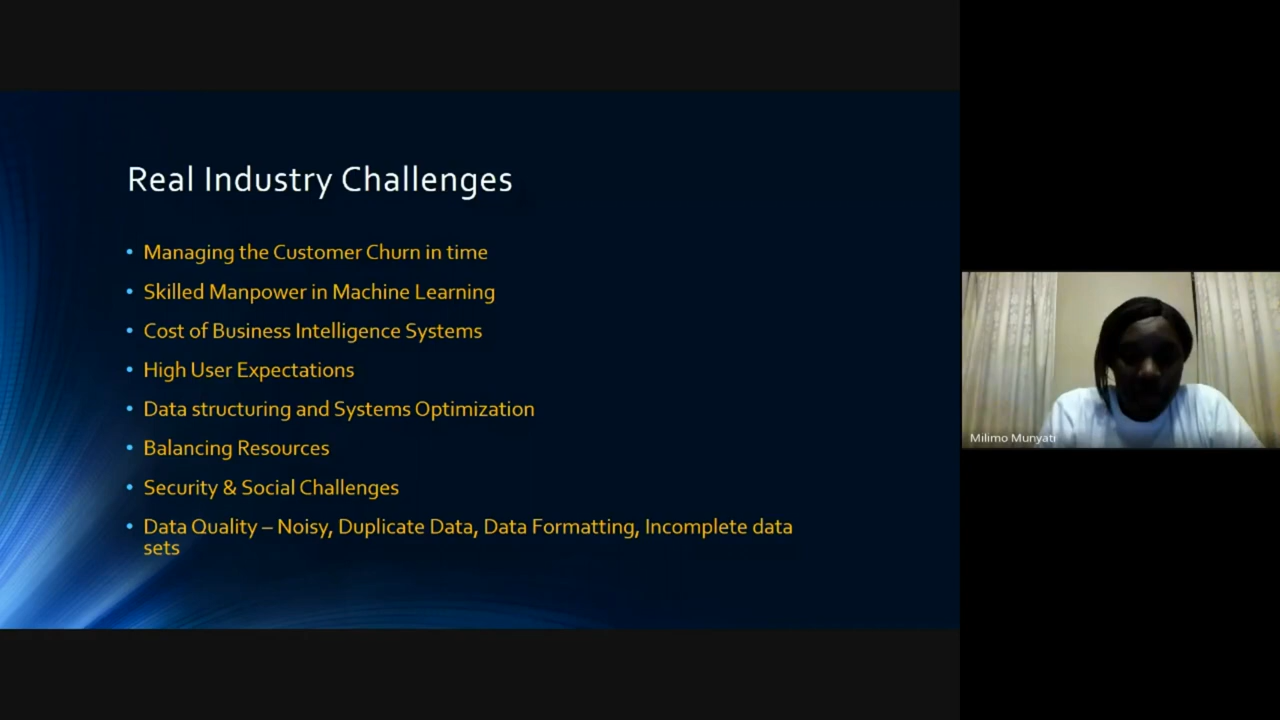 Real Industry Challenges
• Managing the Customer Churn in time
• Skilled Manpower in Machine Learning
• Cost of Business Intelligence Systems
• High User Expectations
• Data structuring and Systems Optimization
• Balancing Resources
• Security & Social Challenges
• Data Quality – Noisy, Duplicate Data, Data Formatting, Incomplete data
sets
Milimo Munyati